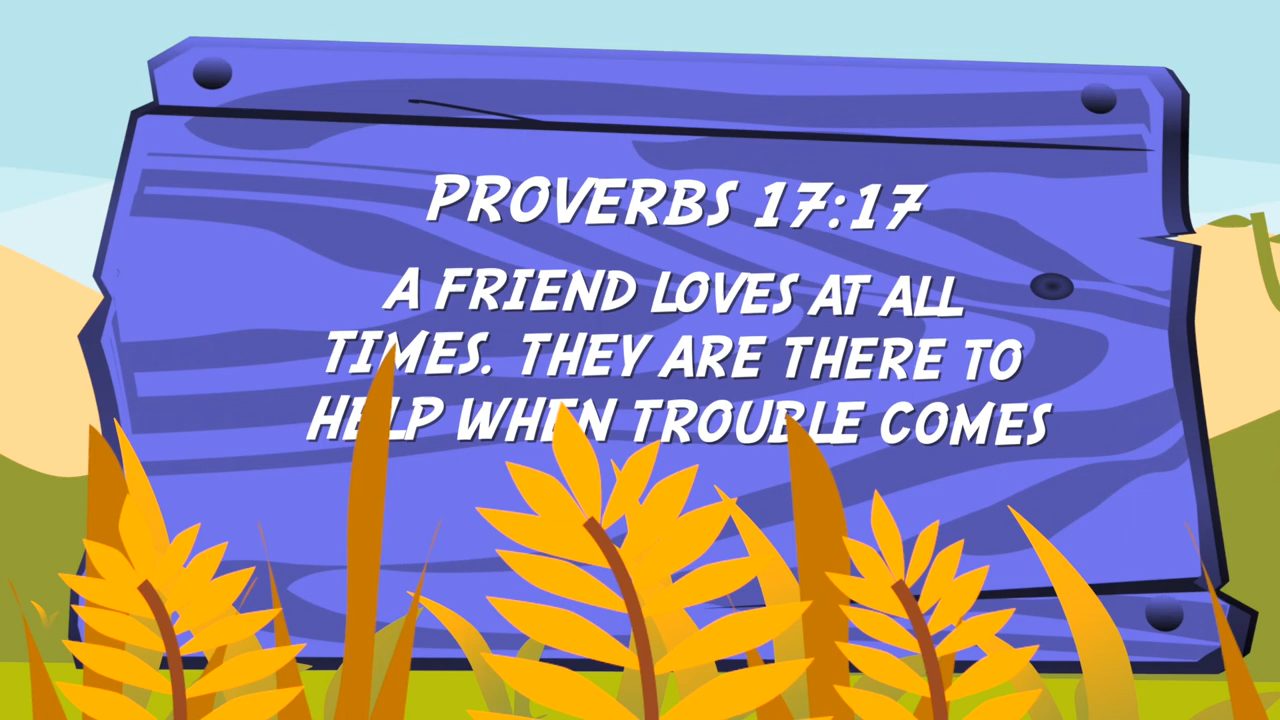 PROVERBS 17:17
A FRIEND LOVES AT ALL
TIMES. THEY ARE THERE TO
HELP WHEN TROUBLE COMES